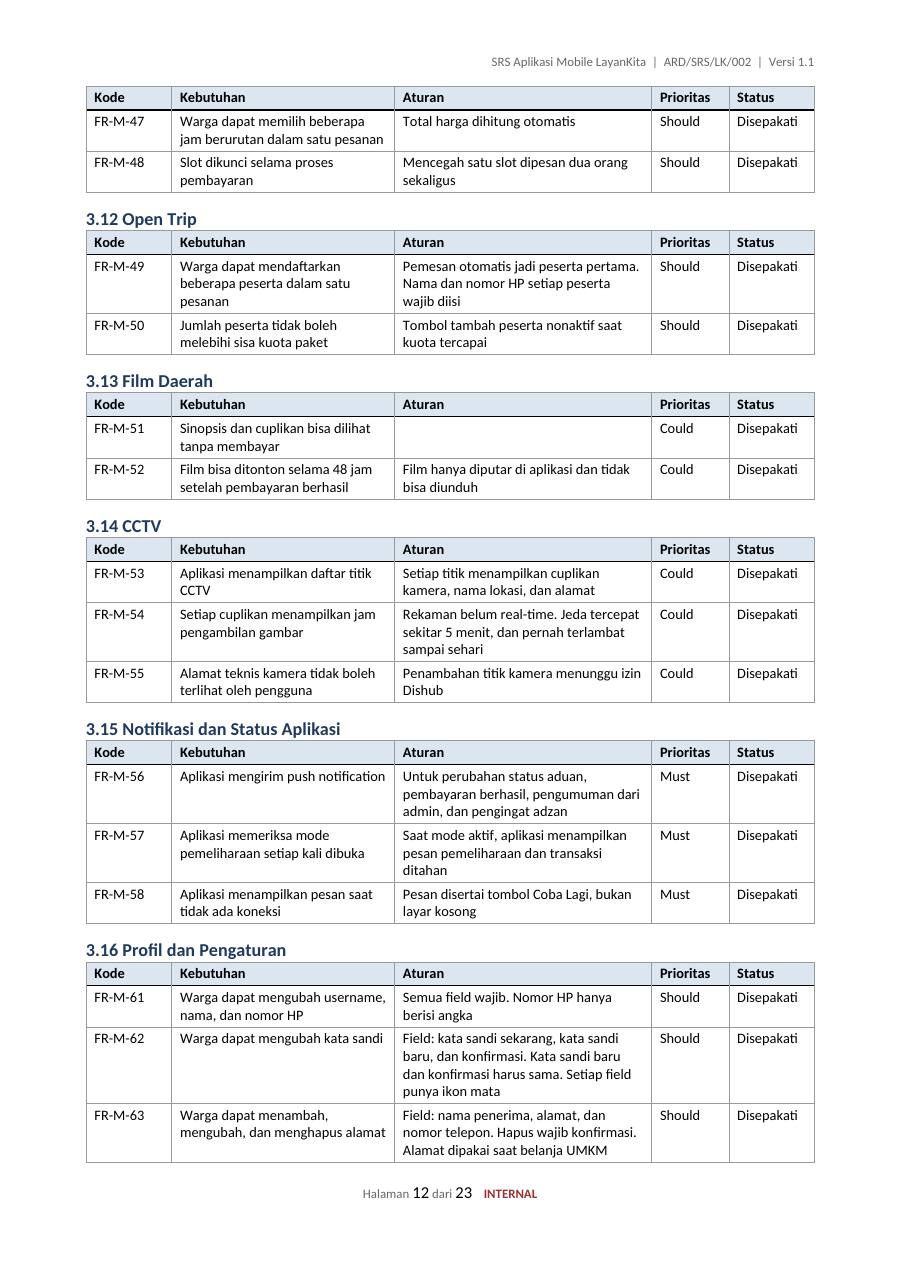 SRS Aplikasi Mobile LayanKita | ARD/SRS/LK/002 | Versi 1.1
Kode Kebutuhan Aturan Prioritas Status
FR-M-47 Warga dapat memilih beberapa Total harga dihitung otomatis Should Disepakati
jam berurutan dalam satu pesanan
FR-M-48 Slot dikunci selama proses Mencegah satu slot dipesan dua orang Should Disepakati
pembayaran sekaligus
3.12 Open Trip
Kode Kebutuhan Aturan Prioritas Status
FR-M-49 Warga dapat mendaftarkan Pemesan otomatis jadi peserta pertama. Should Disepakati
beberapa peserta dalam satu Nama dan nomor HP setiap peserta
pesanan wajib diisi
FR-M-50 Jumlah peserta tidak boleh Tombol tambah peserta nonaktif saat Should Disepakati
melebihi sisa kuota paket kuota tercapai
3.13 Film Daerah
Kode Kebutuhan Aturan Prioritas Status
FR-M-51 Sinopsis dan cuplikan bisa dilihat Could Disepakati
tanpa membayar
FR-M-52 Film bisa ditonton selama 48 jam Film hanya diputar di aplikasi dan tidak Could Disepakati
setelah pembayaran berhasil bisa diunduh
3.14 CCTV
Kode Kebutuhan Aturan Prioritas Status
FR-M-53 Aplikasi menampilkan daftar titik Setiap titik menampilkan cuplikan Could Disepakati
CCTV kamera, nama lokasi, dan alamat
FR-M-54 Setiap cuplikan menampilkan jam Rekaman belum real-time. Jeda tercepat Could Disepakati
pengambilan gambar sekitar 5 menit, dan pernah terlambat
sampai sehari
FR-M-55 Alamat teknis kamera tidak boleh Penambahan titik kamera menunggu izin Could Disepakati
terlihat oleh pengguna Dishub
3.15 Notifikasi dan Status Aplikasi
Kode Kebutuhan Aturan Prioritas Status
FR-M-56 Aplikasi mengirim push notification Untuk perubahan status aduan, Must Disepakati
pembayaran berhasil, pengumuman dari
admin, dan pengingat adzan
FR-M-57 Aplikasi memeriksa mode Saat mode aktif, aplikasi menampilkan Must Disepakati
pemeliharaan setiap kali dibuka pesan pemeliharaan dan transaksi
ditahan
FR-M-58 Aplikasi menampilkan pesan saat Pesan disertai tombol Coba Lagi, bukan Must Disepakati
tidak ada koneksi layar kosong
3.16 Profil dan Pengaturan
Kode Kebutuhan Aturan Prioritas Status
FR-M-61 Warga dapat mengubah username, Semua field wajib. Nomor HP hanya Should Disepakati
nama, dan nomor HP berisi angka
FR-M-62 Warga dapat mengubah kata sandi Field: kata sandi sekarang, kata sandi Should Disepakati
baru, dan konfirmasi. Kata sandi baru
dan konfirmasi harus sama. Setiap field
punya ikon mata
FR-M-63 Warga dapat menambah, Field: nama penerima, alamat, dan Should Disepakati
mengubah, dan menghapus alamat nomor telepon. Hapus wajib konfirmasi.
Alamat dipakai saat belanja UMKM
Halaman 12 dari 23 INTERNAL